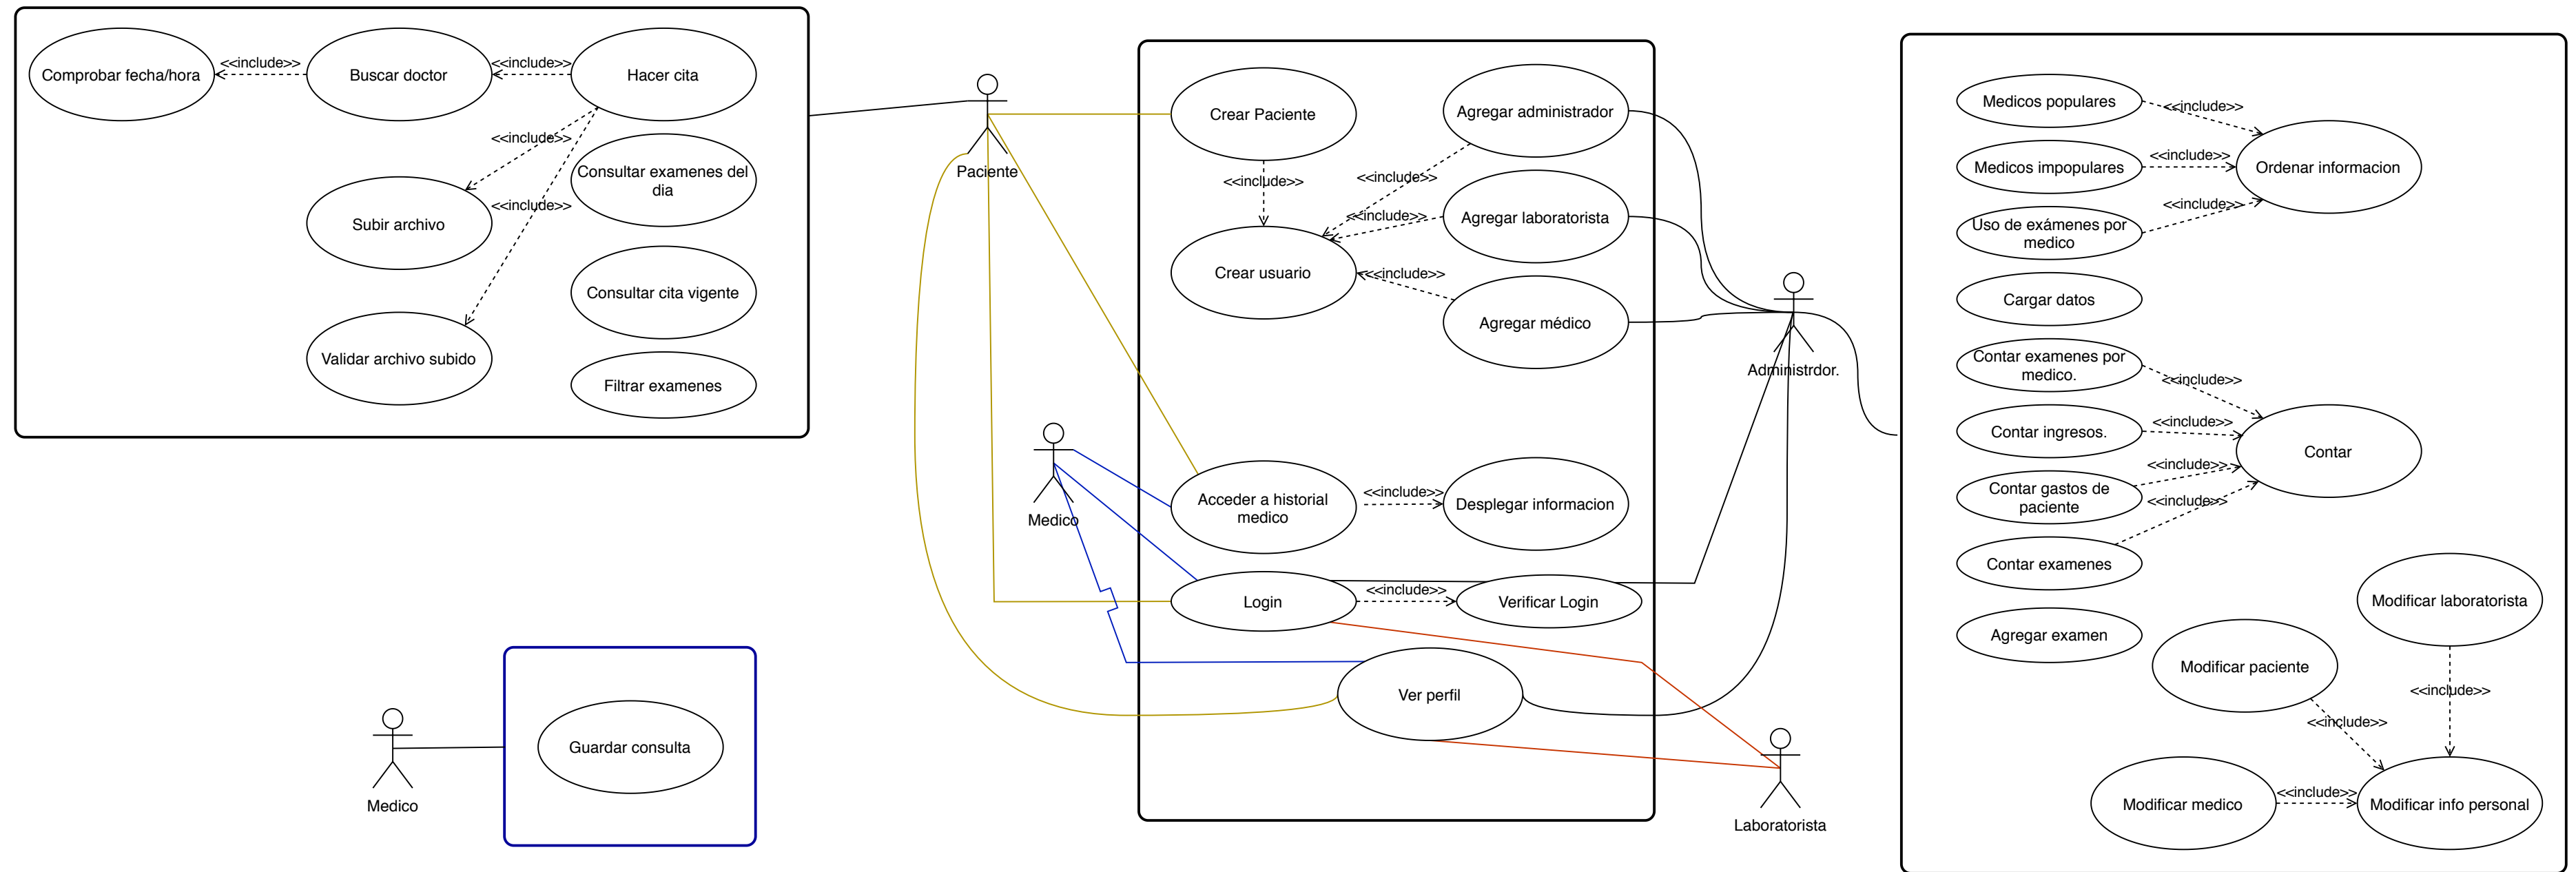 Comprobar fecha/hora
<<include>>
Buscar doctor
<<include>>
Hacer cita
<<include>>
Consultar examenes del
dia
<<include>>
Subir archivo
Consultar cita vigente
Validar archivo subido
Filtrar examenes
Paciente
Medico
Guardar consulta
Medico
Crear Paciente
Agregar administrador
<<include>>
<<include>>
<<include>>
Agregar laboratorista
Crear usuario
<<include>>
Agregar médico
Administrdor.
Acceder a historial
medico
<<include>>
Desplegar informacion
Login
<<include>>
Verificar Login
Ver perfil
Laboratorista
Medicos populares
<<include>>
Medicos impopulares
<<include>>
Ordenar informacion
Uso de exámenes por
medico
<<include>>
Cargar datos
Contar examenes por
medico.
<<include>>
Contar ingresos.
<<include>>
Contar
Contar gastos de
paciente
<<include>>
<<include>>
Contar examenes
Modificar laboratorista
Agregar examen
Modificar paciente
<<include>>
<<include>>
Modificar medico
<<include>>
Modificar info personal